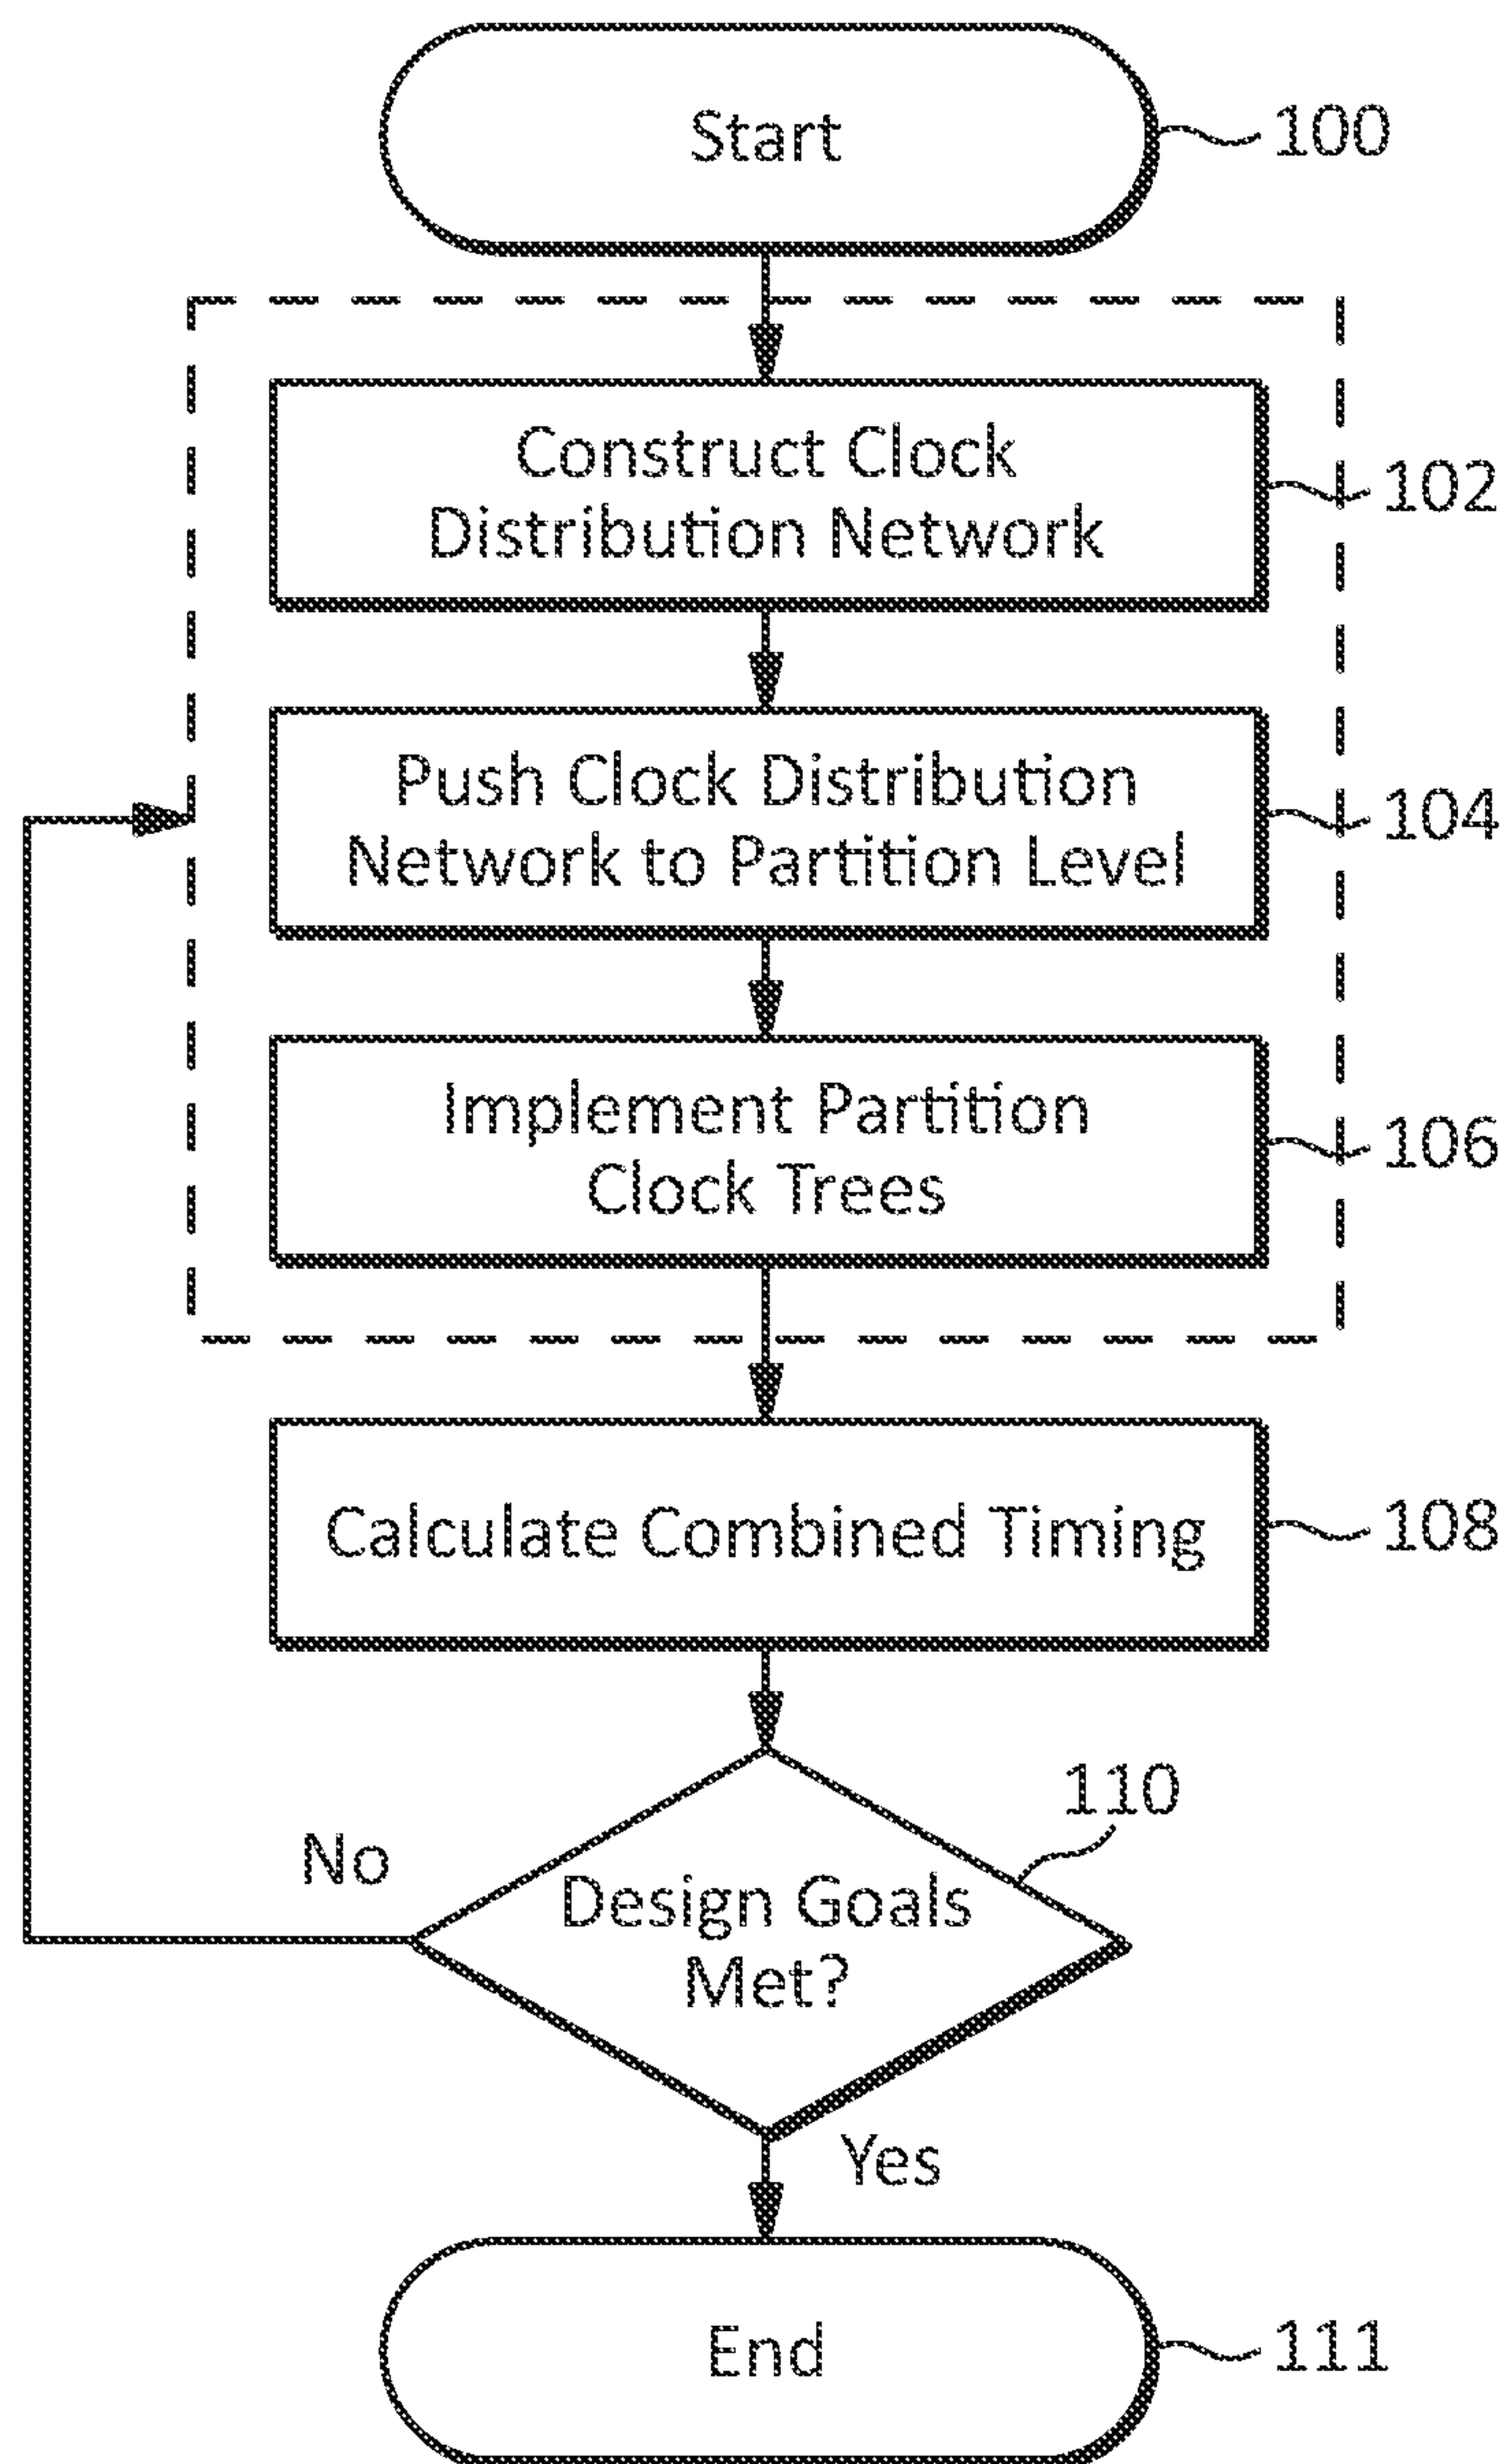 Start
100
Construct Clock
Distribution Network
102
Push Clock Distribution
Network to Partition Level
104
Implement Partition
Clock Trees
106
Calculate Combined Timing
108
110
No
Design Goals
Met?
Yes
End
111